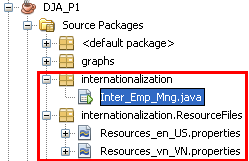 DJA_P1
Source Packages
<default package>
graphs
internationalization
Inter_Emp_Mng.java
internationalization.ResourceFiles
Resources_en_US.properties
Resources_vn_VN.properties